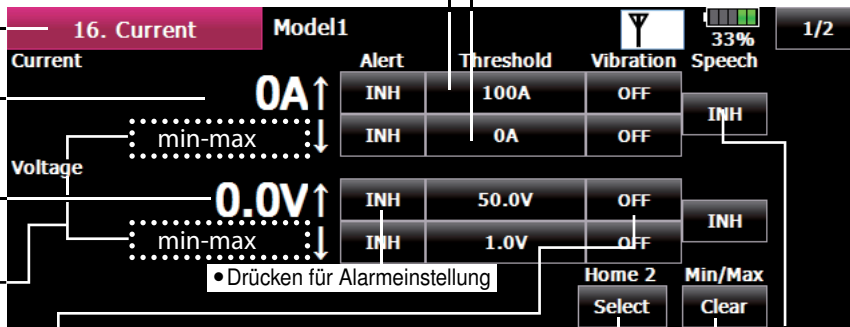 16. Current Model1 33% 1/2
Current Alert Threshold Vibration Speech
0A↑ INH 100A OFF INH
min-max ↓ INH 0A OFF
Voltage
0.0V↑ INH 50.0V OFF INH
min-max ↓ INH 1.0V OFF
•Drücken für Alarmeinstellung
Home 2 Min/Max
Select Clear